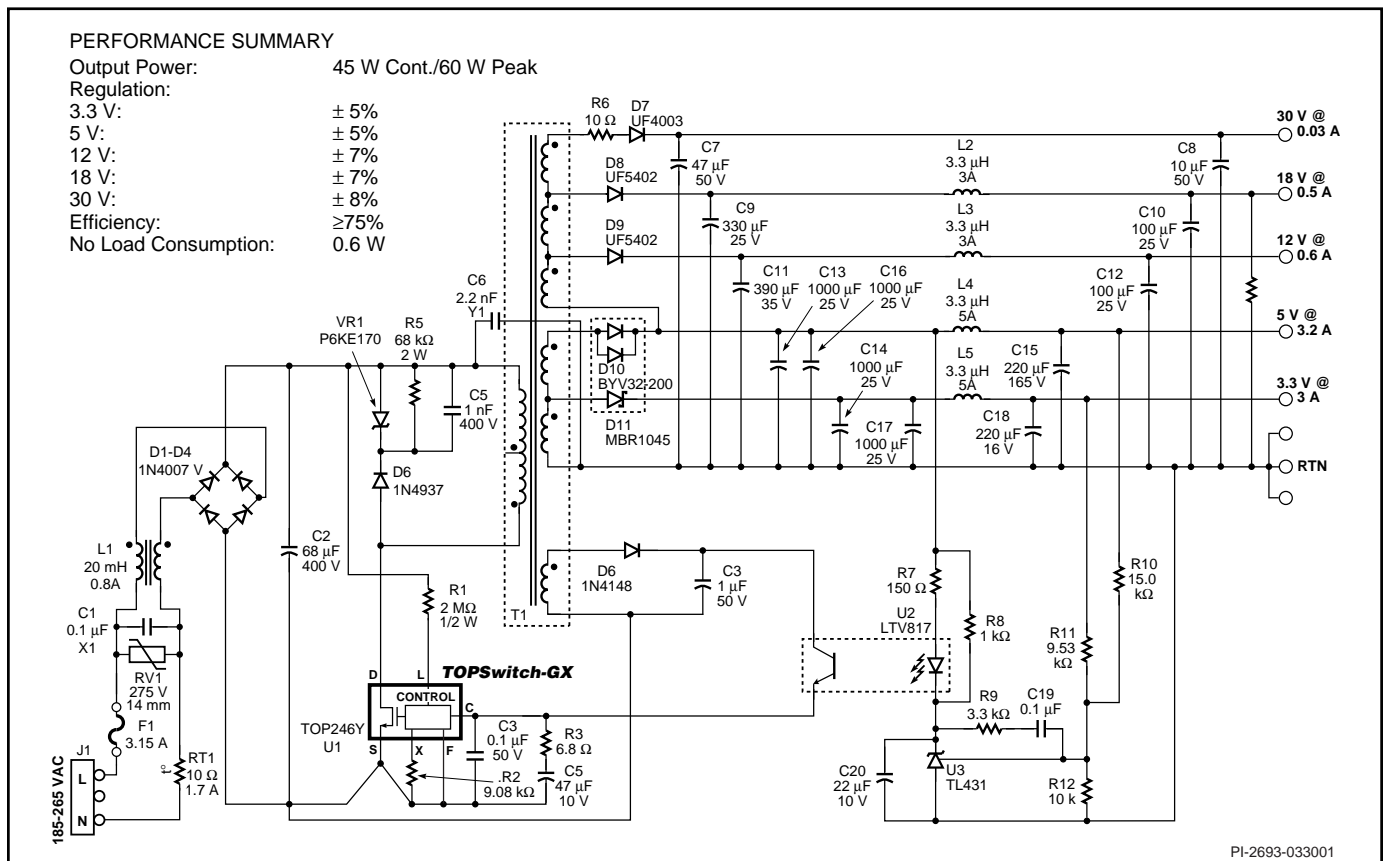 PERFORMANCE SUMMARY
Output Power: 45 W Cont./60 W Peak
Regulation:
3.3 V: ± 5%
5 V: ± 5%
12 V: ± 7%
18 V: ± 7%
30 V: ± 8%
Efficiency: ≥75%
No Load Consumption: 0.6 W
R6
10 Ω
D7
UF4003
C7
47 µF
50 V
L2
3.3 µH
3A
C8
10 µF
50 V
30 V @
0.03 A
D8
UF5402
18 V @
0.5 A
C9
330 µF
25 V
L3
3.3 µH
3A
C10
100 µF
25 V
D9
UF5402
12 V @
0.6 A
C6
2.2 nF
Y1
C11
390 µF
35 V
C13
1000 µF
25 V
C16
1000 µF
25 V
L4
3.3 µH
5A
C12
100 µF
25 V
5 V @
3.2 A
VR1
P6KE170
R5
68 kΩ
2 W
C5
1 nF
400 V
D10
BYV32-200
C14
1000 µF
25 V
L5
3.3 µH
5A
C15
220 µF
165 V
3.3 V @
3 A
D11
MBR1045
C17
1000 µF
25 V
C18
220 µF
16 V
RTN
D1-D4
1N4007 V
D6
1N4937
L1
20 mH
0.8A
C2
68 µF
400 V
C1
0.1 µF
X1
RV1
275 V
14 mm
F1
3.15 A
J1
L
N
185-265 VAC
t°
RT1
10 Ω
1.7 A
R1
2 MΩ
1/2 W
T1
D6
1N4148
C3
1 µF
50 V
R7
150 Ω
U2
LTV817
R8
1 kΩ
R10
15.0
kΩ
R11
9.53
kΩ
TOPSwitch-GX
D
L
CONTROL
C
S
X
F
TOP246Y
U1
.R2
9.08 kΩ
C3
0.1 µF
50 V
R3
6.8 Ω
C5
47 µF
10 V
R9
3.3 kΩ
C19
0.1 µF
C20
22 µF
10 V
U3
TL431
R12
10 k
PI-2693-033001